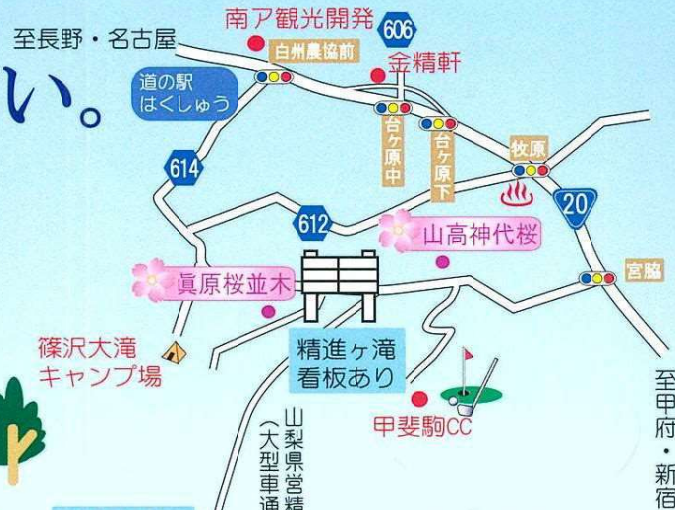 南ア観光開発
至長野・名古屋
606
白州農協前
金精軒
い。
道の駅
はくしゅう
台ヶ原中
台ヶ原下
牧原
614
20
612
山高神代桜
眞原桜並木
宮脇
篠沢大滝
キャンプ場
精進ヶ滝
看板あり
甲斐駒CC
至甲府・新宿
山梨県営精
（大型車通